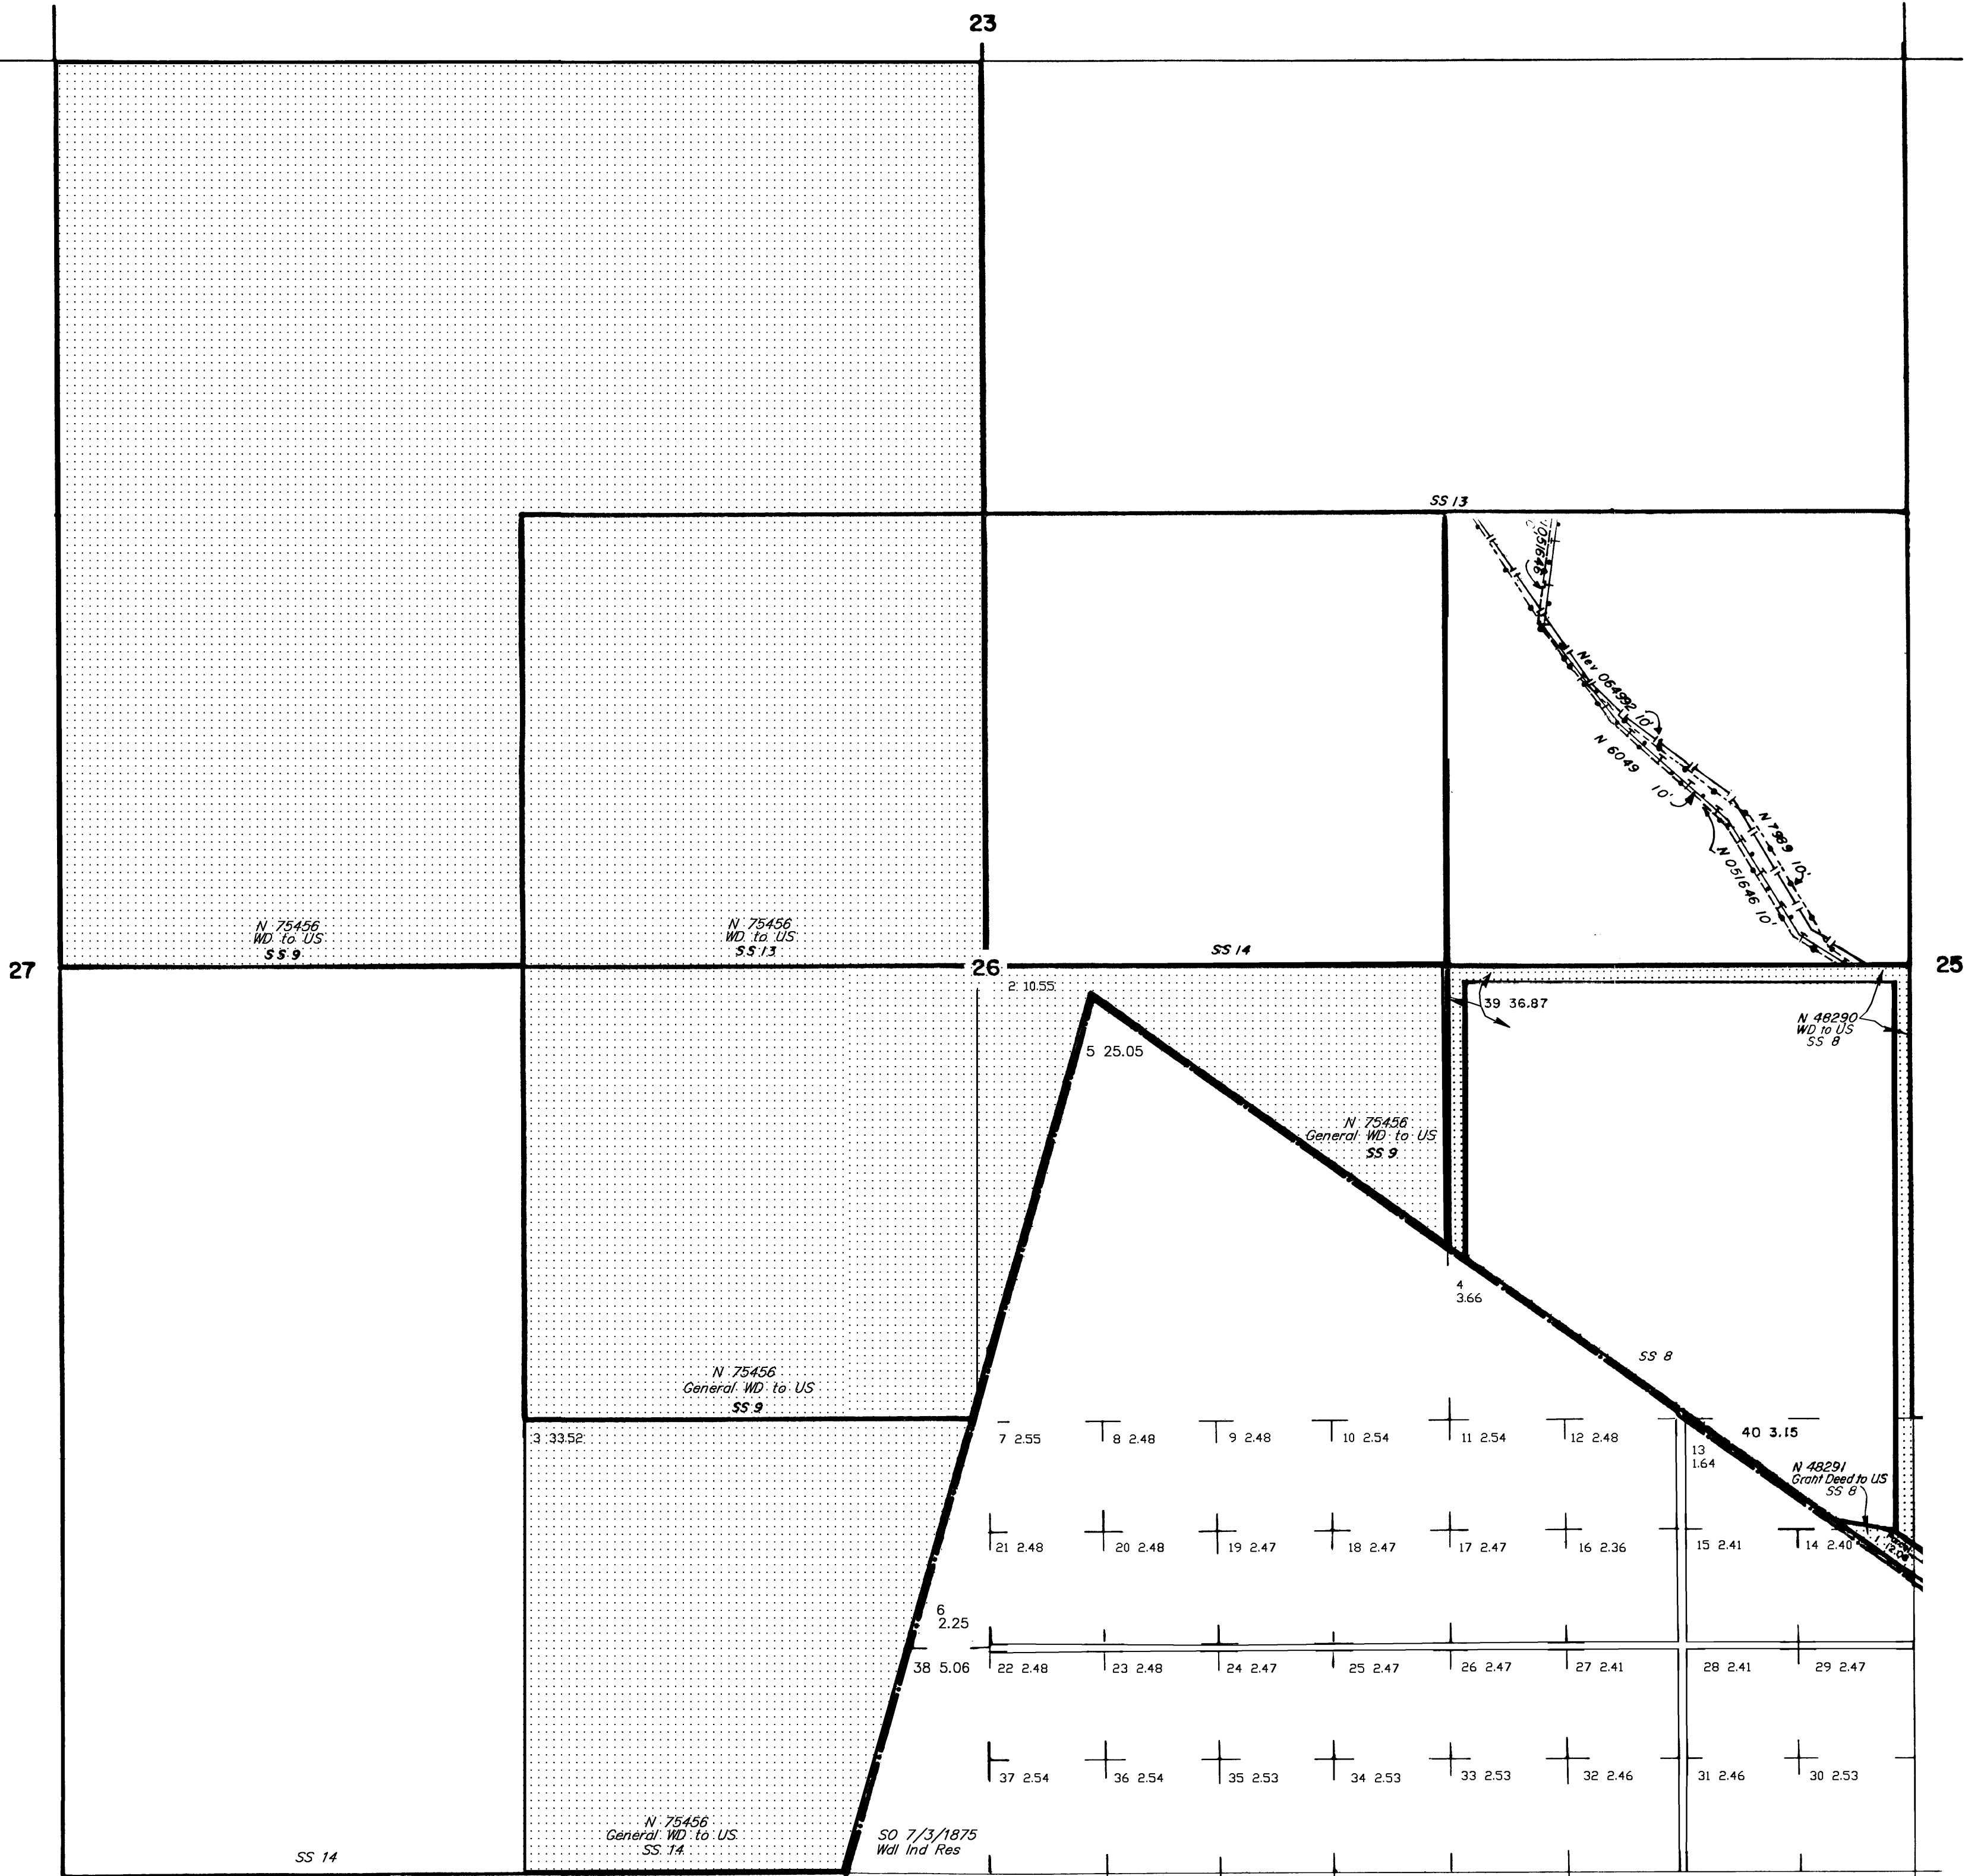 23
SS 13
051646
Nev 064992 10'
N 6049
10'
N 7989 10'
N 051646 10'
N 75456
WD to US
SS 9
N 75456
WD to US
SS 13
SS 14
27
26
25
2 10.55
39 36.87
N 48290
WD to US
SS 8
5 25.05
N 75456
General WD to US
SS 9
4
3.66
SS 8
N 75456
General WD to US
SS 9
3 33.52
7 2.55
8 2.48
9 2.48
10 2.54
11 2.54
12 2.48
40 3.15
13
1.64
N 48291
Grant Deed to US
SS 8
21 2.48
20 2.48
19 2.47
18 2.47
17 2.47
16 2.36
15 2.41
14 2.40
1
12.08
6
2.25
38 5.06
22 2.48
23 2.48
24 2.47
25 2.47
26 2.47
27 2.41
28 2.41
29 2.47
37 2.54
36 2.54
35 2.53
34 2.53
33 2.53
32 2.46
31 2.46
30 2.53
N 75456
General WD to US
SS 14
SO 7/3/1875
Wdl Ind Res
SS 14